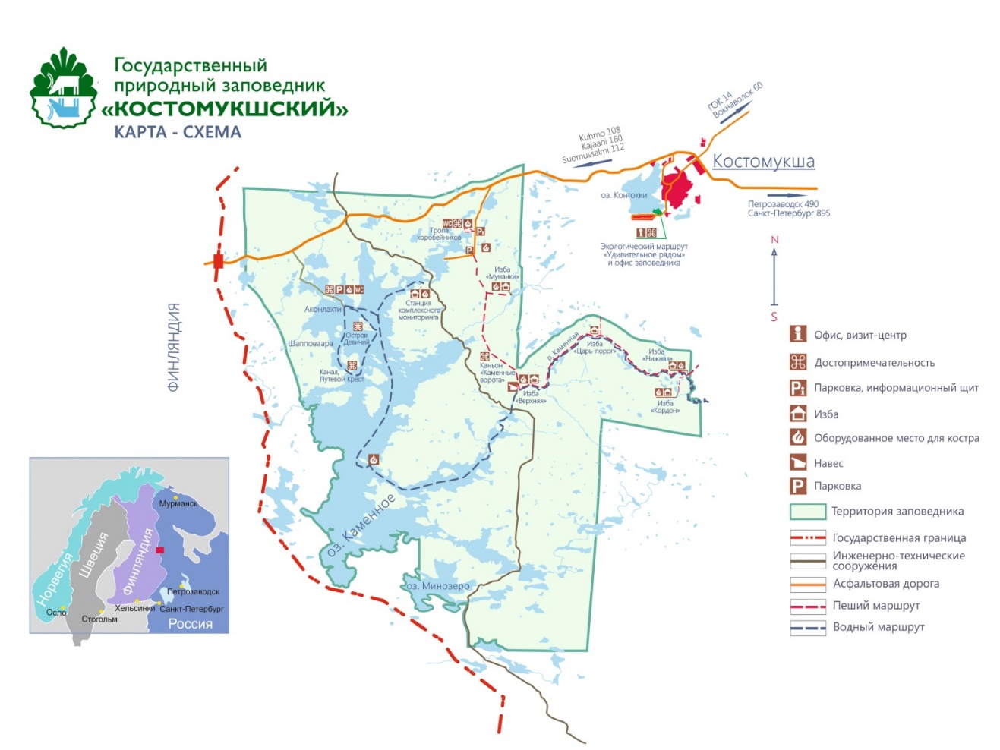 Государственный
природный заповедник
«КОСТОМУКШСКИЙ»
КАРТА - СХЕМА
ГОК 14
Вокнаволок 60
Kuhmo 108
Kajaani 160
Suomussalmi 112
Костомукша
оз. Контокки
Петрозаводск 490
Санкт-Петербург 895
Экологический маршрут
«Удивительное рядом»
и офис заповедника
N
S
WC
Тропа
коробейников
P
P
Изба
«Мунанки»
P
WC
Аконлахти
Станция
комплексного
мониторинга
Остров
Девичий
Шапповаара
Канал,
Путевой Крест
Каньон
«Каменные
ворота»
Изба
«Верхняя»
р. Каменная
Изба
«Царь-порог»
Изба
«Нижняя»
Изба
«Кордон»
ФИНЛЯНДИЯ
оз. Каменное
оз. Минозеро
Офис, визит-центр
Достопримечательность
P
Парковка, информационный щит
Изба
Оборудованное место для костра
Навес
P
Парковка
Территория заповедника
Государственная граница
Инженерно-технические
сооружения
Асфальтовая дорога
Пеший маршрут
Водный маршрут
Мурманск
Норвегия
Швеция
Финляндия
Петрозаводск
Осло
Хельсинки
Санкт-Петербург
Стогольм
Россия